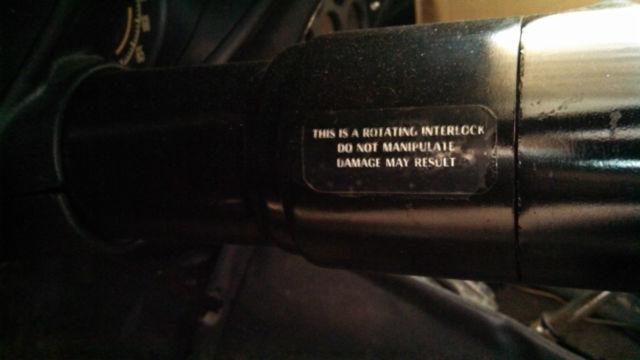 THIS IS A ROTATING INTERLOCK
DO NOT MANIPULATE
DAMAGE MAY RESULT